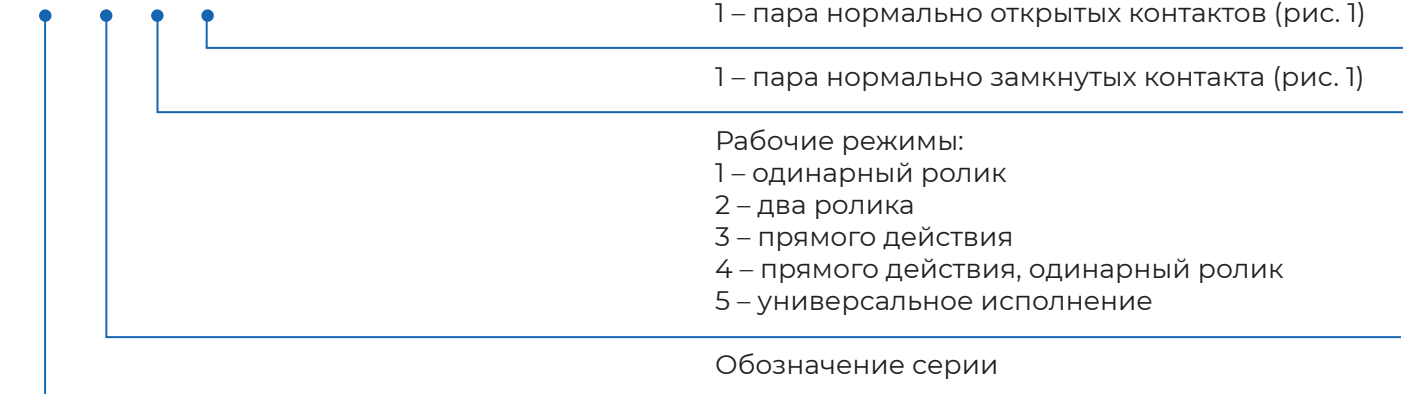 1 – пара нормально открытых контактов (рис. 1)
1 – пара нормально замкнутых контакта (рис. 1)
Рабочие режимы:
1 – одинарный ролик
2 – два ролика
3 – прямого действия
4 – прямого действия, одинарный ролик
5 – универсальное исполнение
Обозначение серии